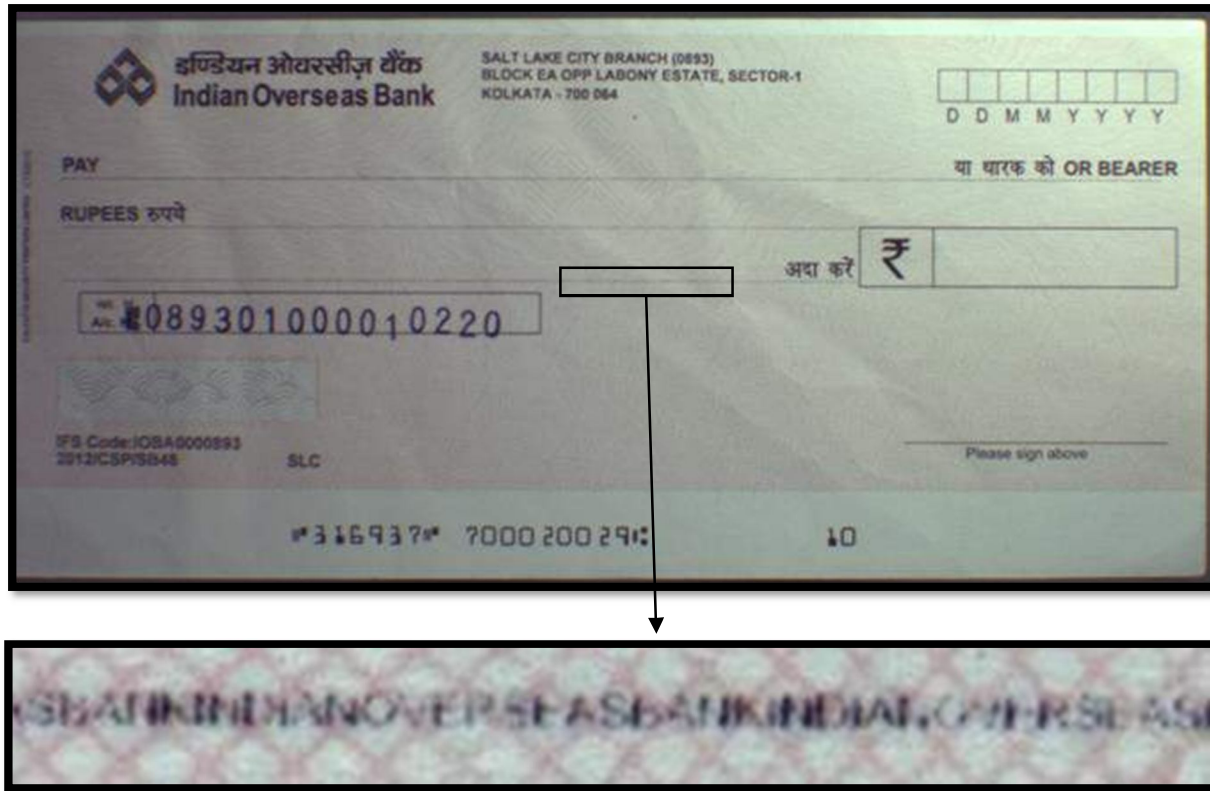 इण्डियन ओवरसीज़ बैंक
Indian Overseas Bank
SALT LAKE CITY BRANCH (0893)
BLOCK EA OPP LABONY ESTATE, SECTOR-1
KOLKATA - 700 064
D D M M Y Y Y Y
PAY
या धारक को OR BEARER
RUPEES रुपये
अदा करें ₹
A/c. 089301000010220
IFS Code:IOBA0000893
2012/CSP/SB48 SLC
Please sign above
⑈316937⑈ 700020029⑆ 10
SBANKINDIANOVERSEASBANKINDIANOVERSEAS